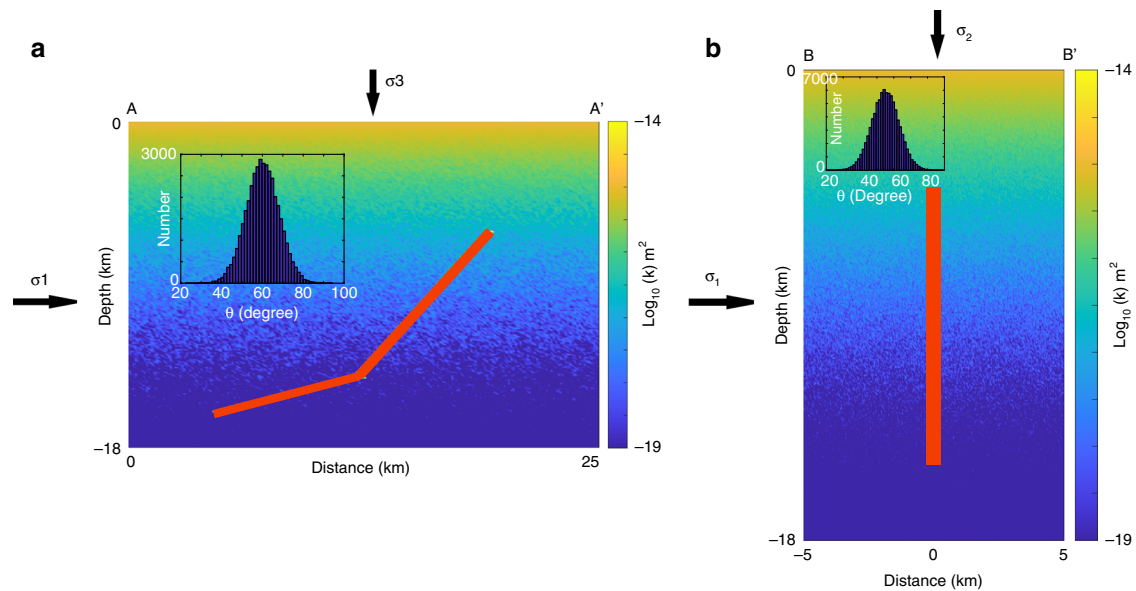 a
σ3
A
A'
0
3000
Number
0
20 40 60 80 100
θ (degree)
σ1
Depth (km)
−18
0
Distance (km)
25
−14
Log₁₀ (k) m²
−19
b
σ₂
B
B'
0
7000
Number
0
20 40 60 80
θ (Degree)
σ₁
Depth (km)
−18
−5
0
5
Distance (km)
−14
Log₁₀ (k) m²
−19